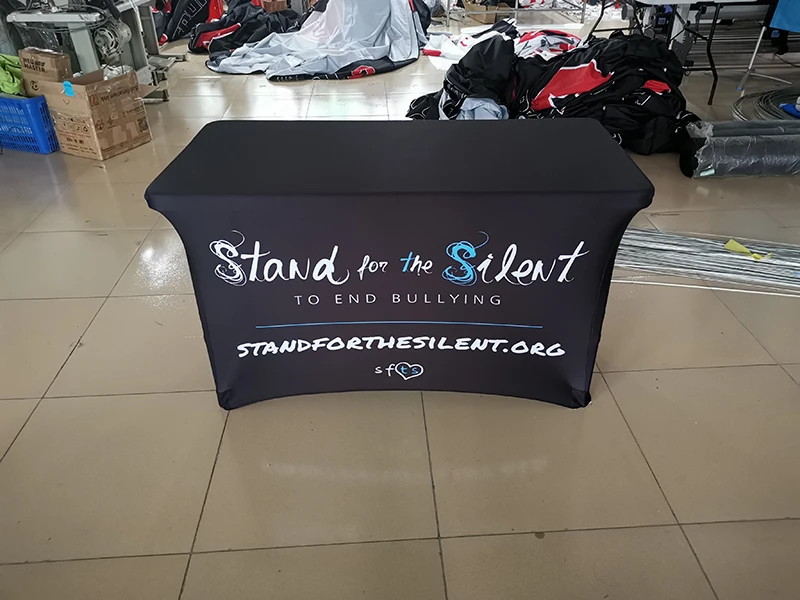 Stand for the Silent
TO END BULLYING
STANDFORTHESILENT.ORG
sfts